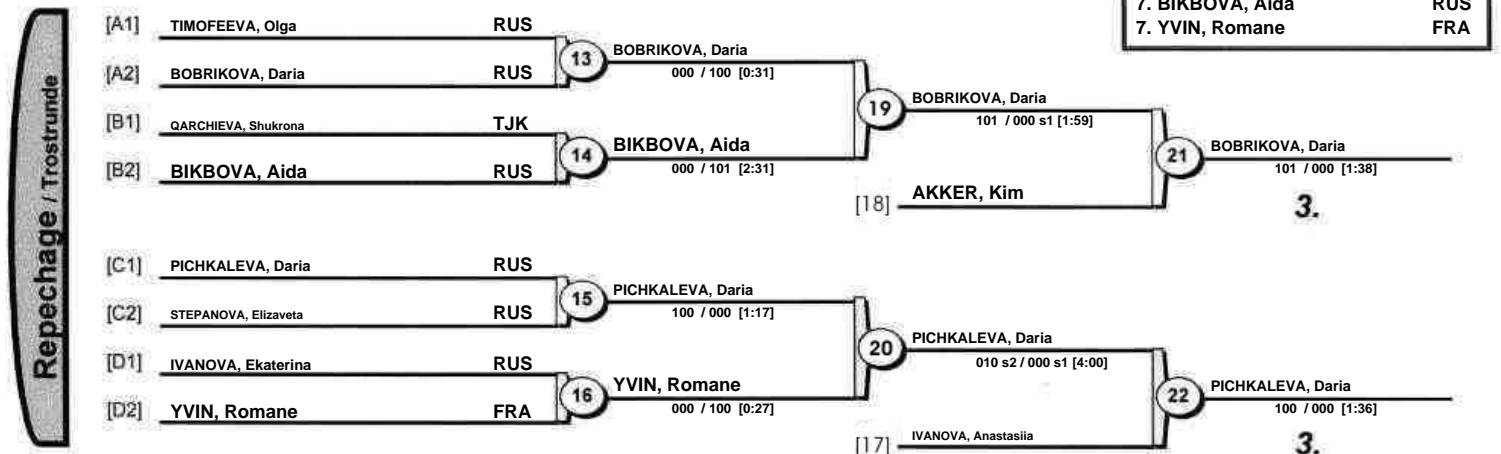 7. BIKBOVA, Aida RUS
7. YVIN, Romane FRA
Repechage / Trostrunde
[A1] TIMOFEEVA, Olga RUS
13 BOBRIKOVA, Daria
000 / 100 [0:31]
[A2] BOBRIKOVA, Daria RUS
19 BOBRIKOVA, Daria
101 / 000 s1 [1:59]
[B1] QARCHIEVA, Shukrona TJK
14 BIKBOVA, Aida
000 / 101 [2:31]
21 BOBRIKOVA, Daria
101 / 000 [1:38]
[B2] BIKBOVA, Aida RUS
[18] AKKER, Kim
3.
[C1] PICHKALEVA, Daria RUS
15 PICHKALEVA, Daria
100 / 000 [1:17]
[C2] STEPANOVA, Elizaveta RUS
20 PICHKALEVA, Daria
010 s2 / 000 s1 [4:00]
[D1] IVANOVA, Ekaterina RUS
16 YVIN, Romane
000 / 100 [0:27]
22 PICHKALEVA, Daria
100 / 000 [1:36]
[D2] YVIN, Romane FRA
[17] IVANOVA, Anastasiia
3.